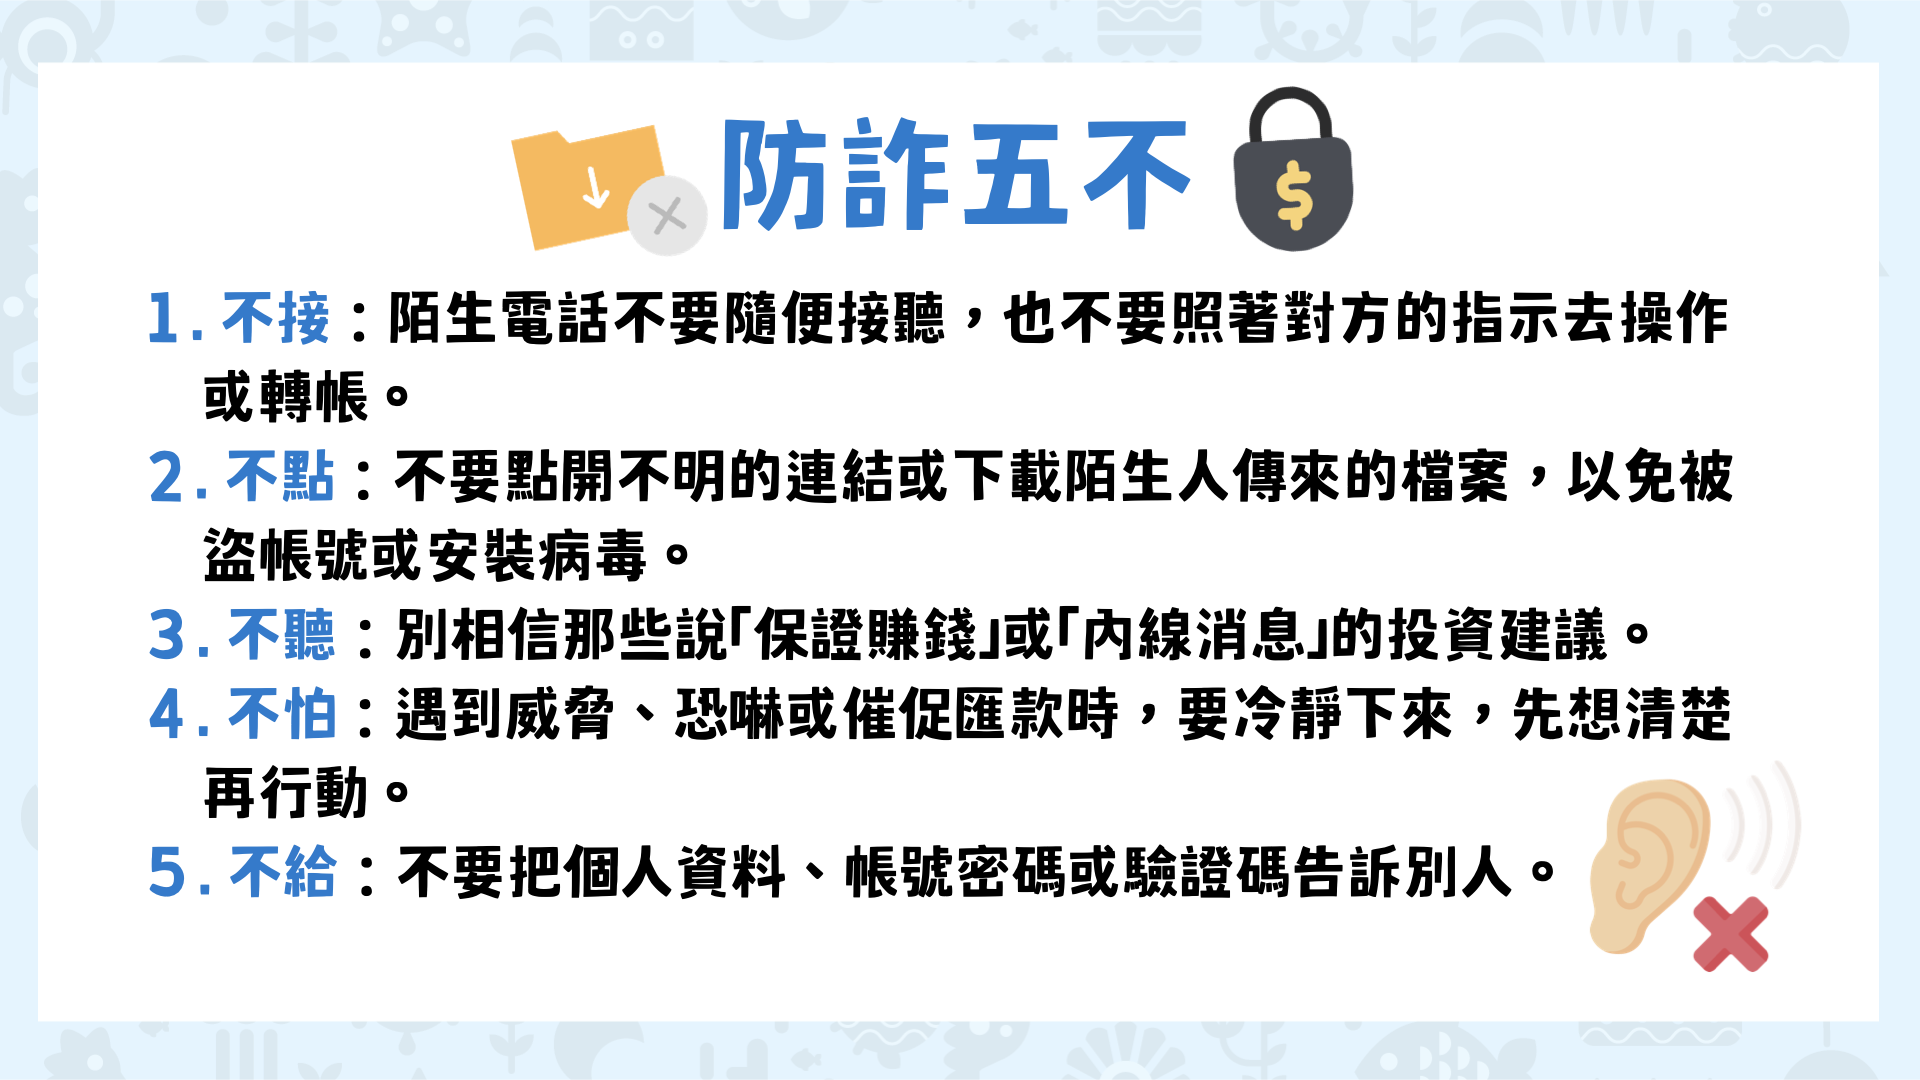 防詐五不
1.不接：陌生電話不要隨便接聽，也不要照著對方的指示去操作
或轉帳。
2.不點：不要點開不明的連結或下載陌生人傳來的檔案，以免被
盜帳號或安裝病毒。
3.不聽：別相信那些說「保證賺錢」或「內線消息」的投資建議。
4.不怕：遇到威脅、恐嚇或催促匯款時，要冷靜下來，先想清楚
再行動。
5.不給：不要把個人資料、帳號密碼或驗證碼告訴別人。